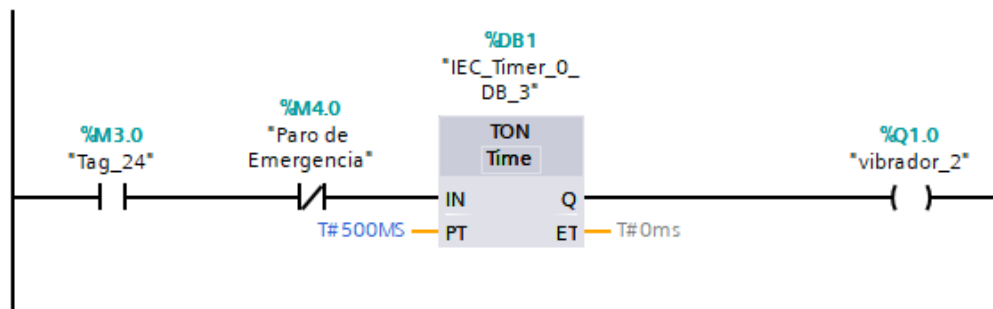 %DB1
"IEC_Timer_0_
DB_3"
%M4.0
%M3.0
"Paro de
TON
%Q1.0
"Tag_24"
Emergencia"
Time
"vibrador_2"
IN
Q
T#500MS
PT
ET
T#0ms